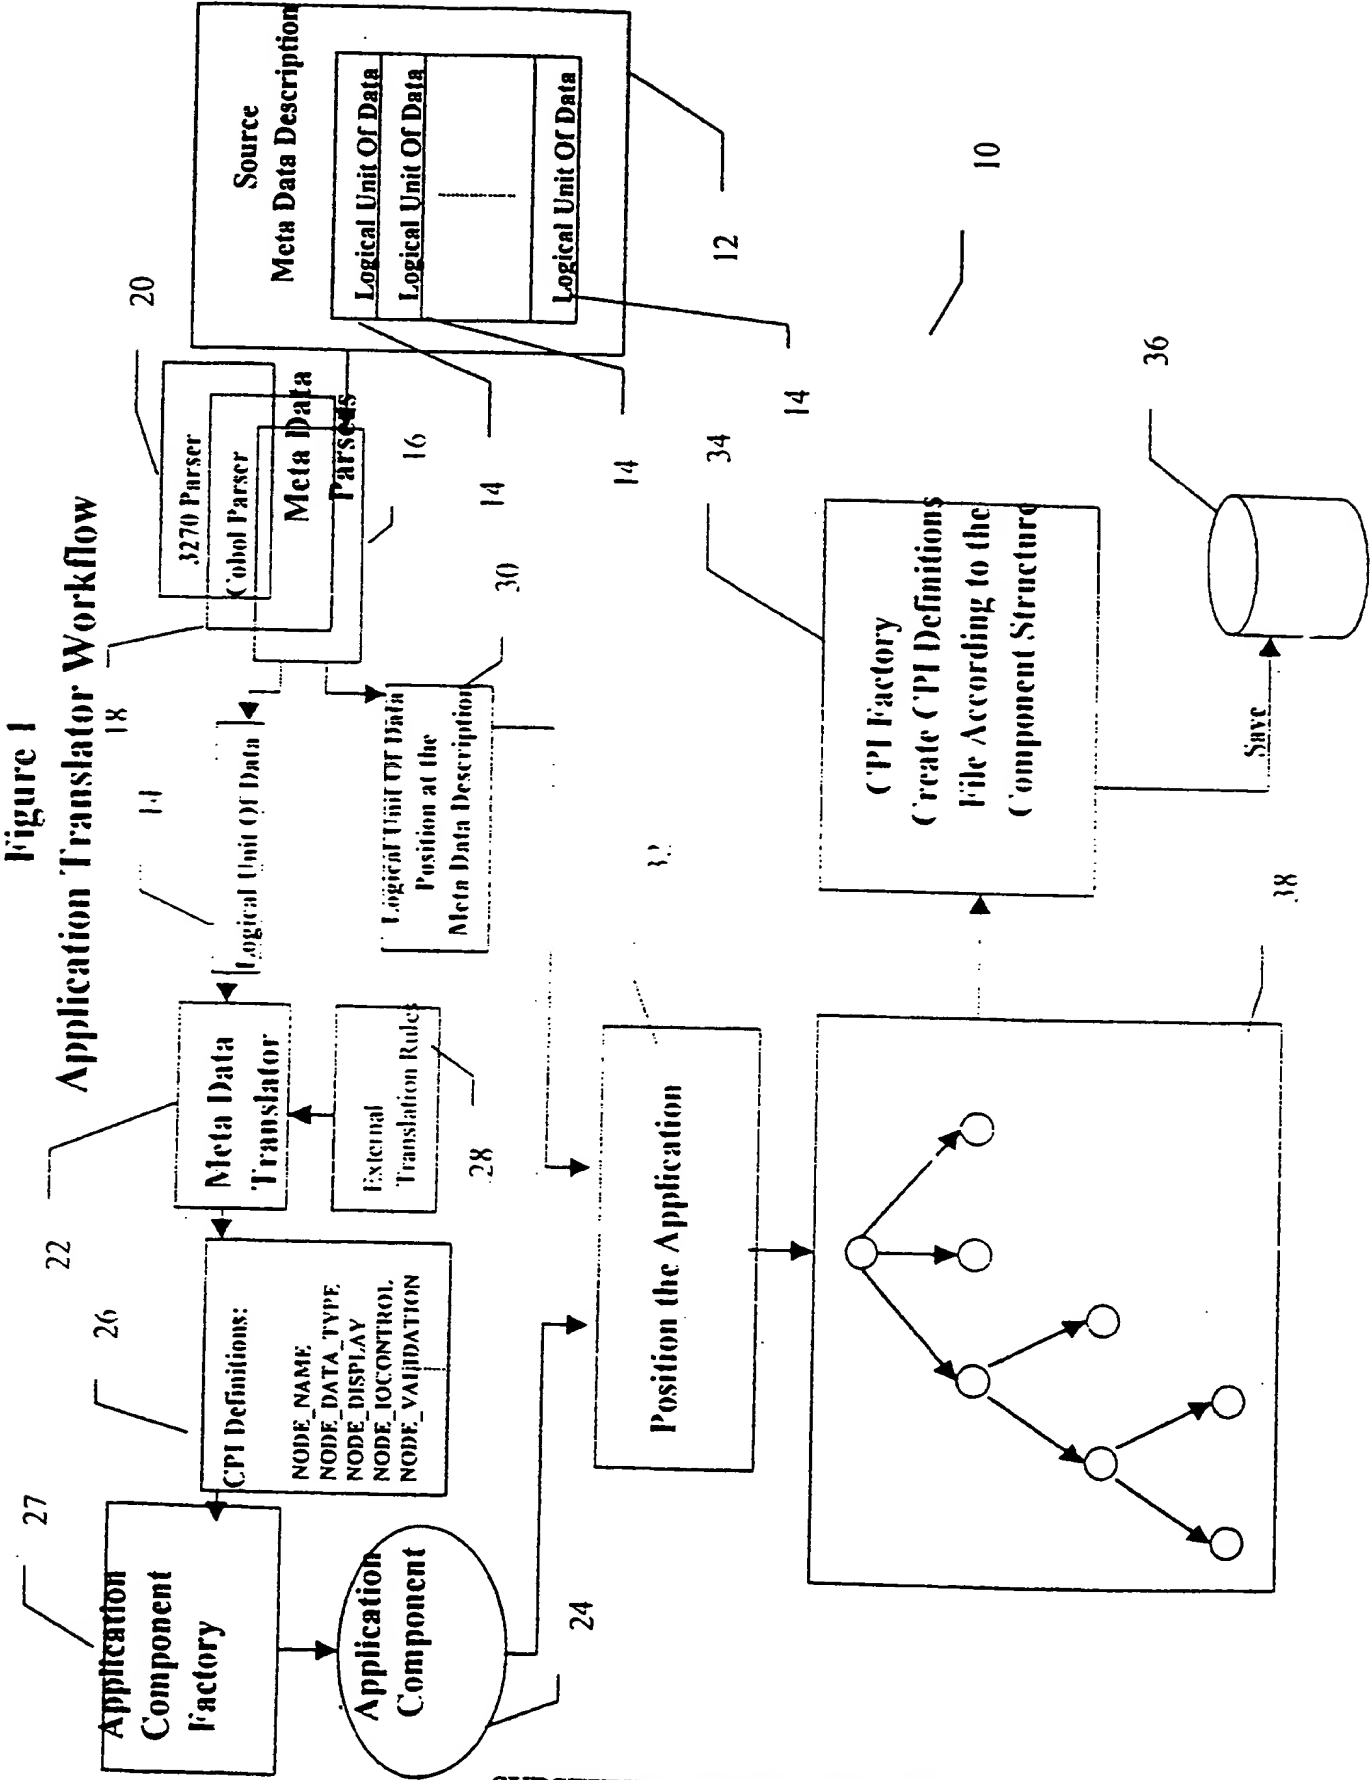 Figure 1
Application Translator Workflow
27
Application
Component
Factory
26
CPI Definitions:
NODE_NAME
NODE_DATA_TYPE
NODE_DISPLAY
NODE_IOCONTROL
NODE_VALIDATION
22
Meta Data
Translator
14
Logical Unit Of Data
18
20
3270 Parser
Cobol Parser
Meta Data
Parsers
16
Source
Meta Data Description
Logical Unit Of Data
Logical Unit Of Data
Logical Unit Of Data
12
14
14
14
Application
Component
24
External
Translation Rules
28
Logical Unit Of Data
Position at the
Meta Data Description
30
32
Position the Application
34
10
CPI Factory
Create CPI Definitions
File According to the
Component Structure
36
Save
38